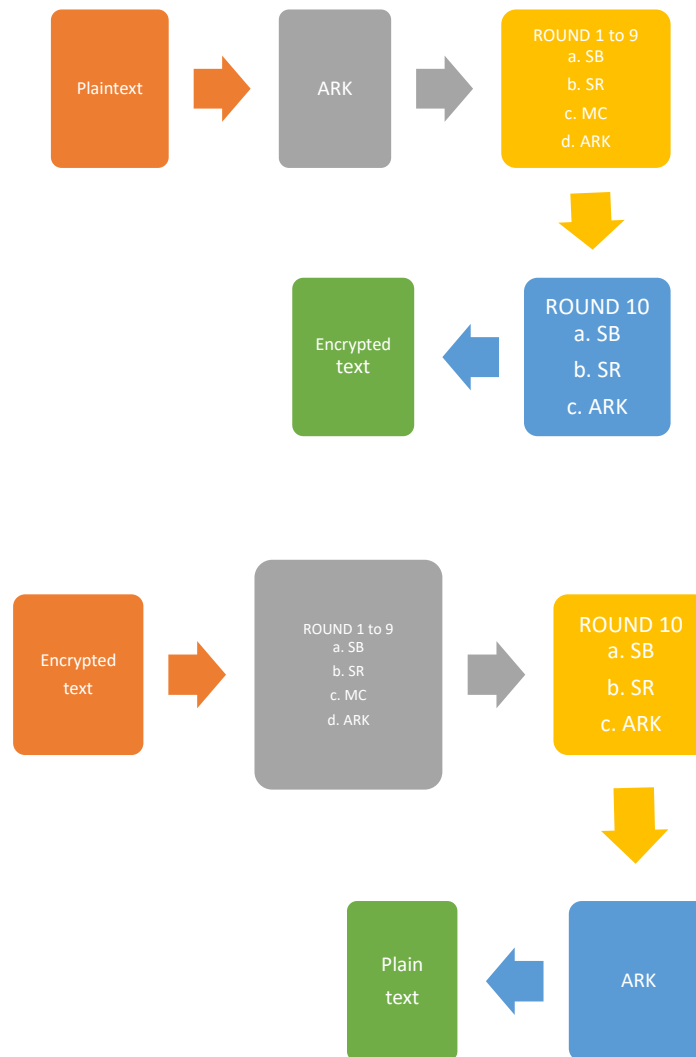 Plaintext
ARK
ROUND 1 to 9
a. SB
b. SR
c. MC
d. ARK
Encrypted
text
ROUND 10
a. SB
b. SR
c. ARK
Encrypted
text
ROUND 1 to 9
a. SB
b. SR
c. MC
d. ARK
ROUND 10
a. SB
b. SR
c. ARK
Plain
text
ARK